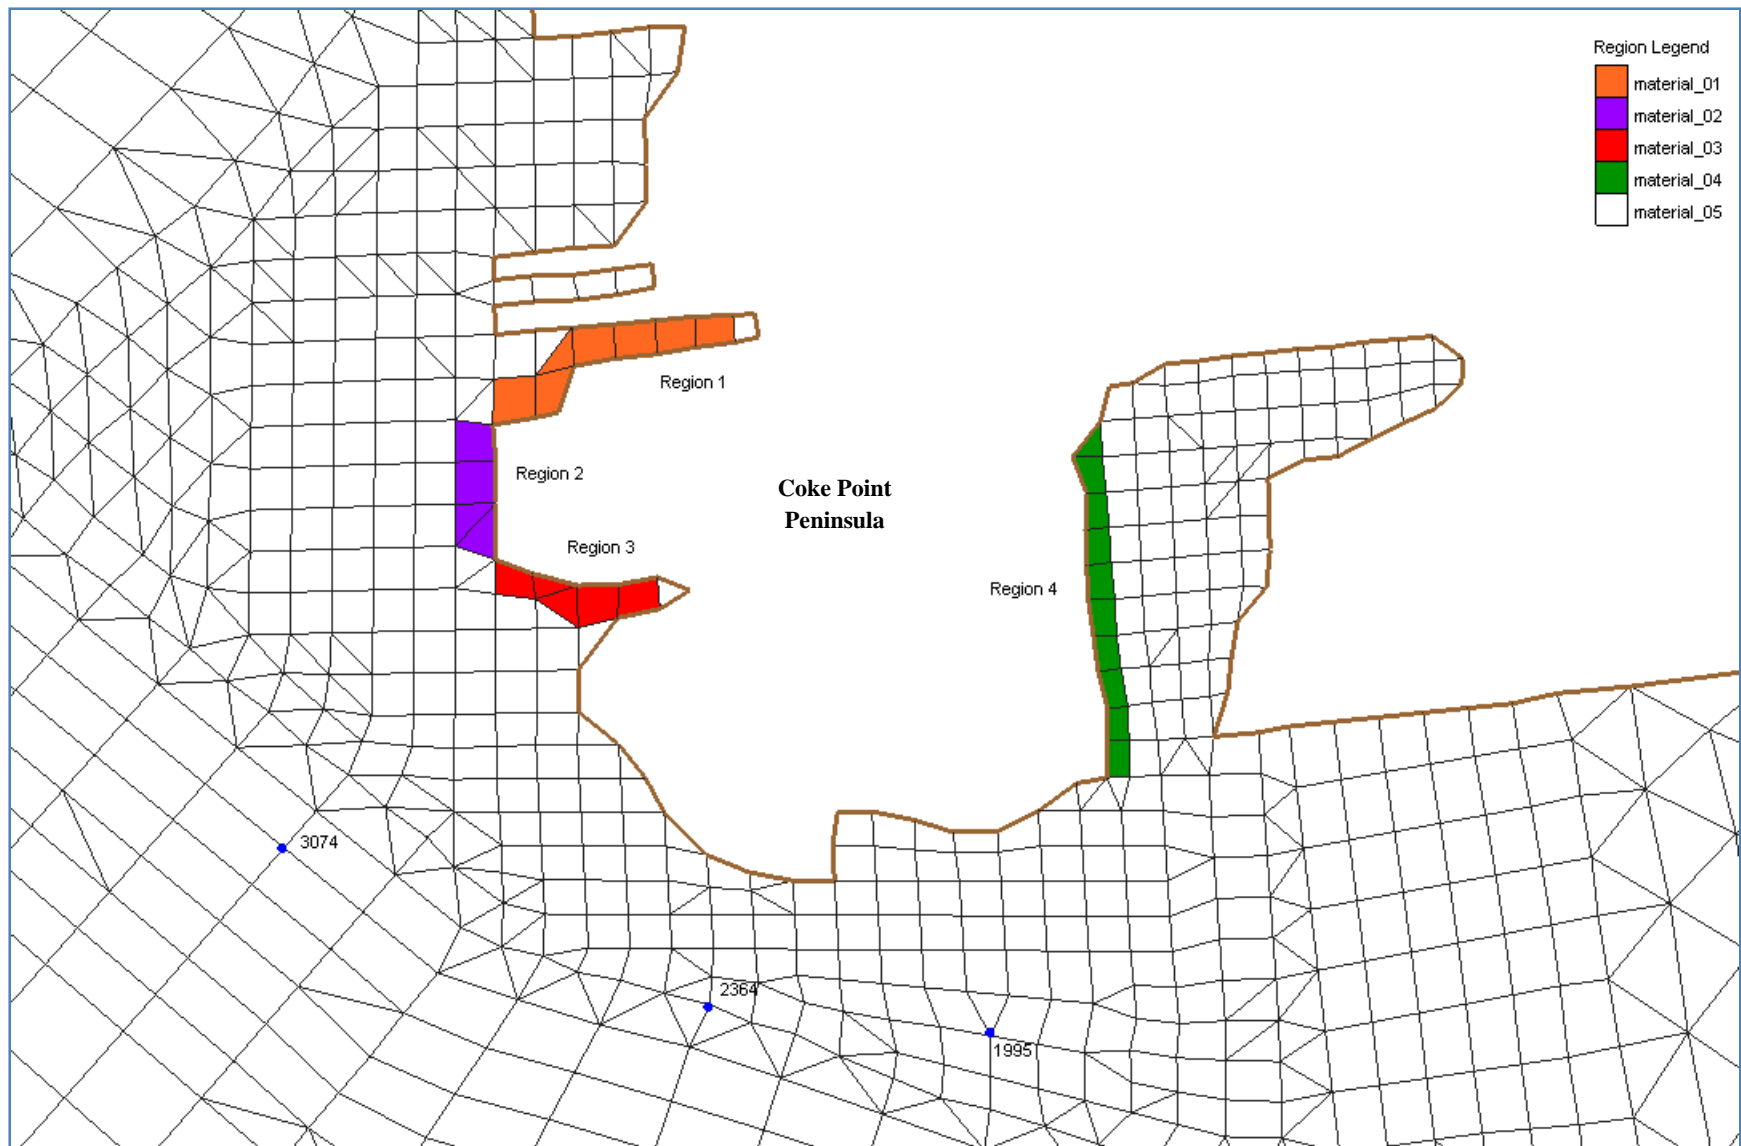 Region Legend
material_01
material_02
material_03
material_04
material_05
Region 1
Region 2
Coke Point
Peninsula
Region 3
Region 4
3074
2364
1995